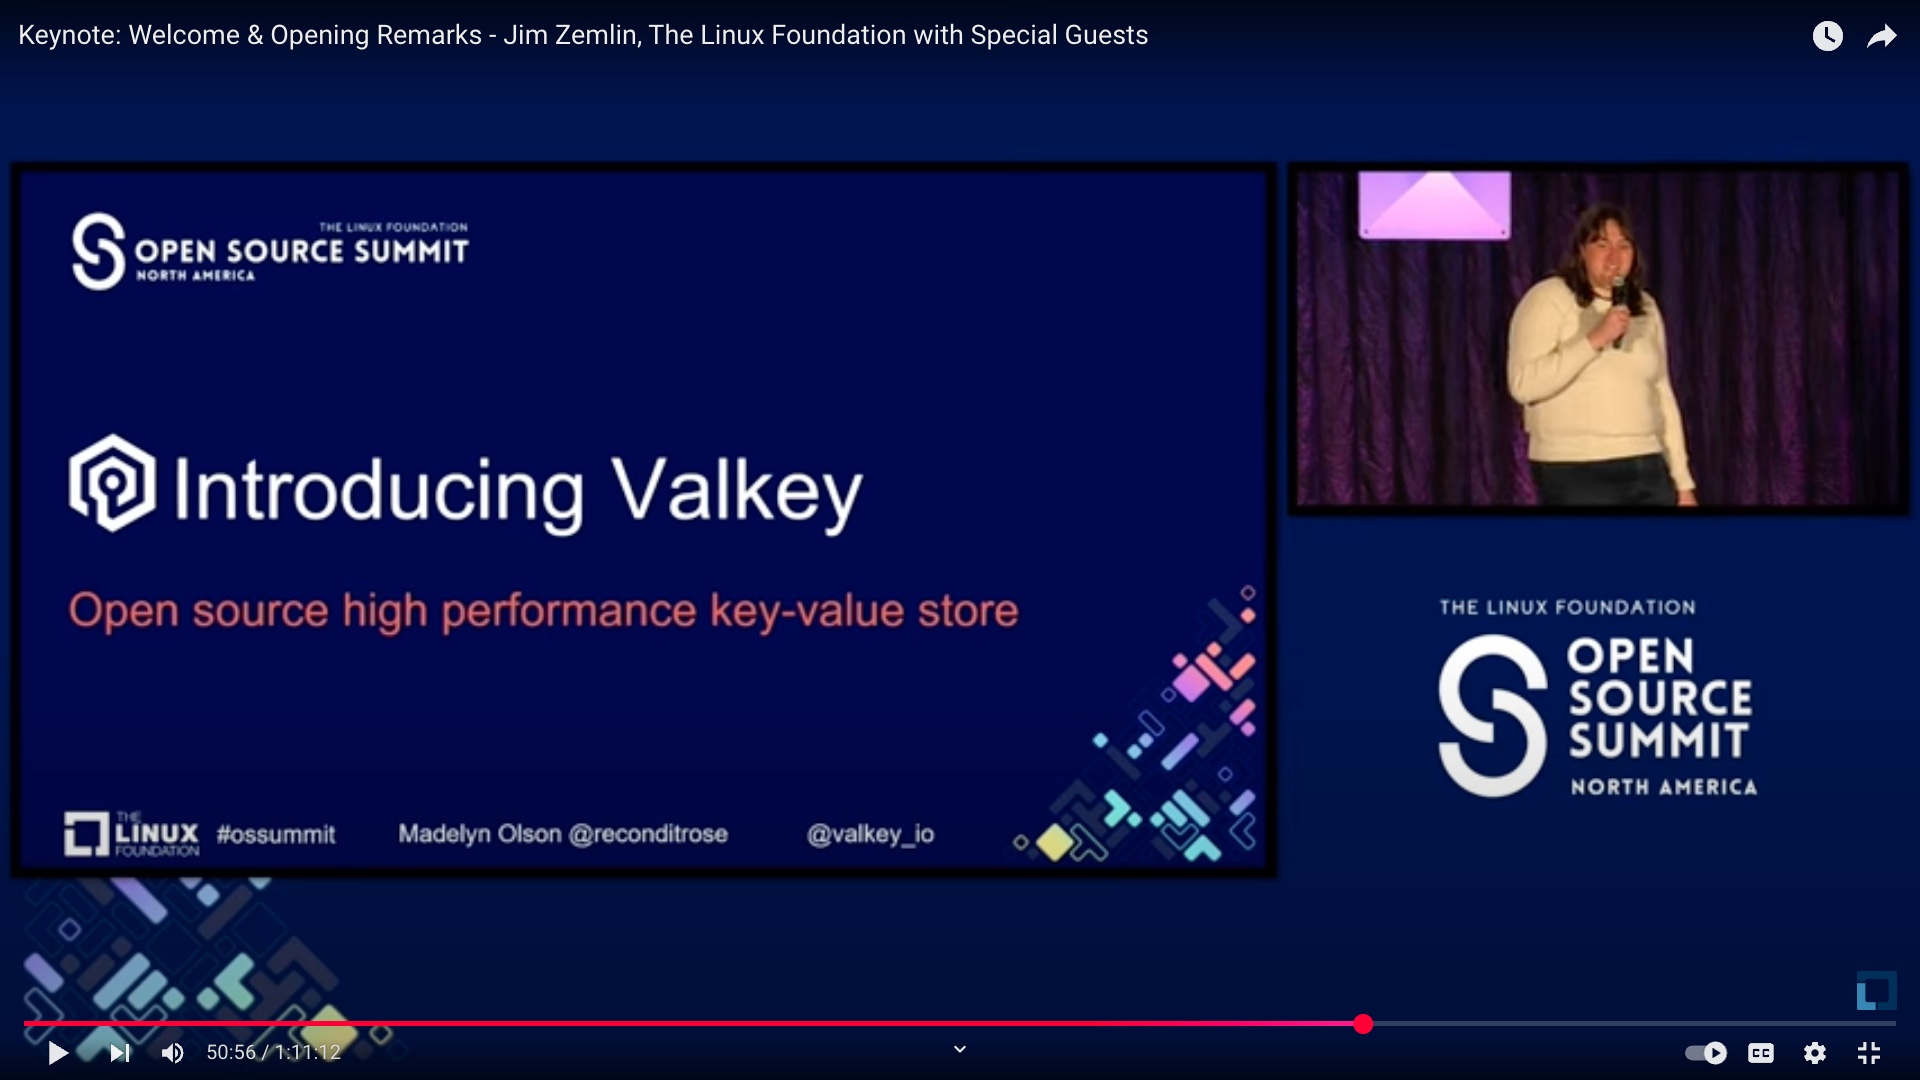 Keynote: Welcome & Opening Remarks - Jim Zemlin, The Linux Foundation with Special Guests
THE LINUX FOUNDATION
OPEN SOURCE SUMMIT
NORTH AMERICA
Introducing Valkey
Open source high performance key-value store
THE
LINUX
FOUNDATION
#ossummit
Madelyn Olson @reconditrose
@valkey_io
THE LINUX FOUNDATION
OPEN
SOURCE
SUMMIT
NORTH AMERICA
50:56 / 1:11:12
CC